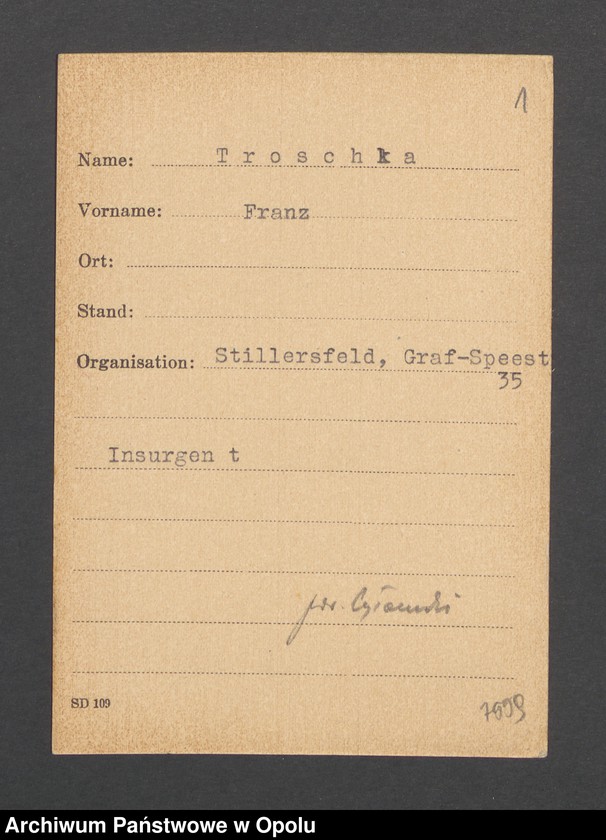 1
Name: Troschka
Vorname: Franz
Ort:
Stand:
Organisation: Stillersfeld, Graf-Speest
35
Insurgen t
SD 109
Archiwum Państwowe w Opolu